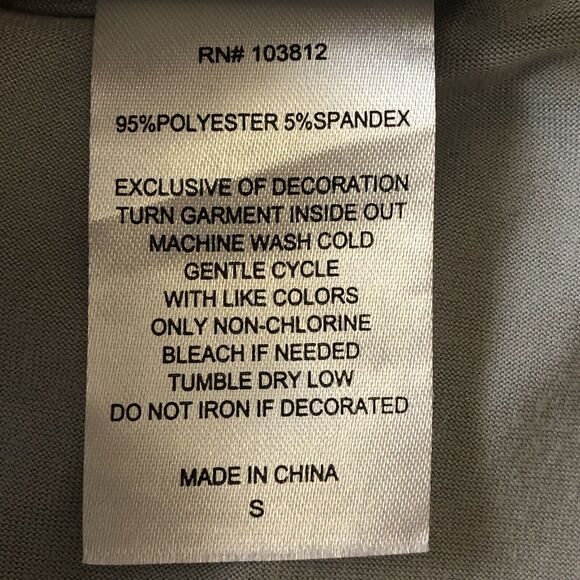 RN# 103812
95%POLYESTER 5%SPANDEX
EXCLUSIVE OF DECORATION
TURN GARMENT INSIDE OUT
MACHINE WASH COLD
GENTLE CYCLE
WITH LIKE COLORS
ONLY NON-CHLORINE
BLEACH IF NEEDED
TUMBLE DRY LOW
DO NOT IRON IF DECORATED
MADE IN CHINA
S